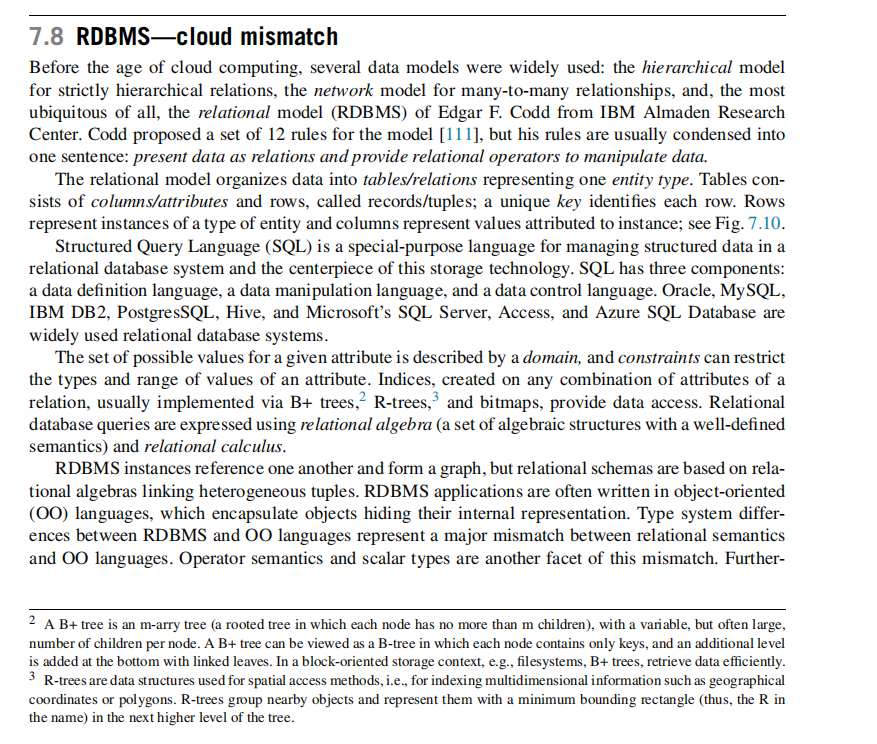 7.8 RDBMS—cloud mismatch
Before the age of cloud computing, several data models were widely used: the hierarchical model
for strictly hierarchical relations, the network model for many-to-many relationships, and, the most
ubiquitous of all, the relational model (RDBMS) of Edgar F. Codd from IBM Almaden Research
Center. Codd proposed a set of 12 rules for the model [111], but his rules are usually condensed into
one sentence: present data as relations and provide relational operators to manipulate data.
The relational model organizes data into tables/relations representing one entity type. Tables con-
sists of columns/attributes and rows, called records/tuples; a unique key identifies each row. Rows
represent instances of a type of entity and columns represent values attributed to instance; see Fig. 7.10.
Structured Query Language (SQL) is a special-purpose language for managing structured data in a
relational database system and the centerpiece of this storage technology. SQL has three components:
a data definition language, a data manipulation language, and a data control language. Oracle, MySQL,
IBM DB2, PostgresSQL, Hive, and Microsoft's SQL Server, Access, and Azure SQL Database are
widely used relational database systems.
The set of possible values for a given attribute is described by a domain, and constraints can restrict
the types and range of values of an attribute. Indices, created on any combination of attributes of a
relation, usually implemented via B+ trees,2 R-trees,3 and bitmaps, provide data access. Relational
database queries are expressed using relational algebra (a set of algebraic structures with a well-defined
semantics) and relational calculus.
RDBMS instances reference one another and form a graph, but relational schemas are based on rela-
tional algebras linking heterogeneous tuples. RDBMS applications are often written in object-oriented
(OO) languages, which encapsulate objects hiding their internal representation. Type system differ-
ences between RDBMS and OO languages represent a major mismatch between relational semantics
and OO languages. Operator semantics and scalar types are another facet of this mismatch. Further-
2 A B+ tree is an m-arry tree (a rooted tree in which each node has no more than m children), with a variable, but often large,
number of children per node. A B+ tree can be viewed as a B-tree in which each node contains only keys, and an additional level
is added at the bottom with linked leaves. In a block-oriented storage context, e.g., filesystems, B+ trees, retrieve data efficiently.
3 R-trees are data structures used for spatial access methods, i.e., for indexing multidimensional information such as geographical
coordinates or polygons. R-trees group nearby objects and represent them with a minimum bounding rectangle (thus, the R in
the name) in the next higher level of the tree.